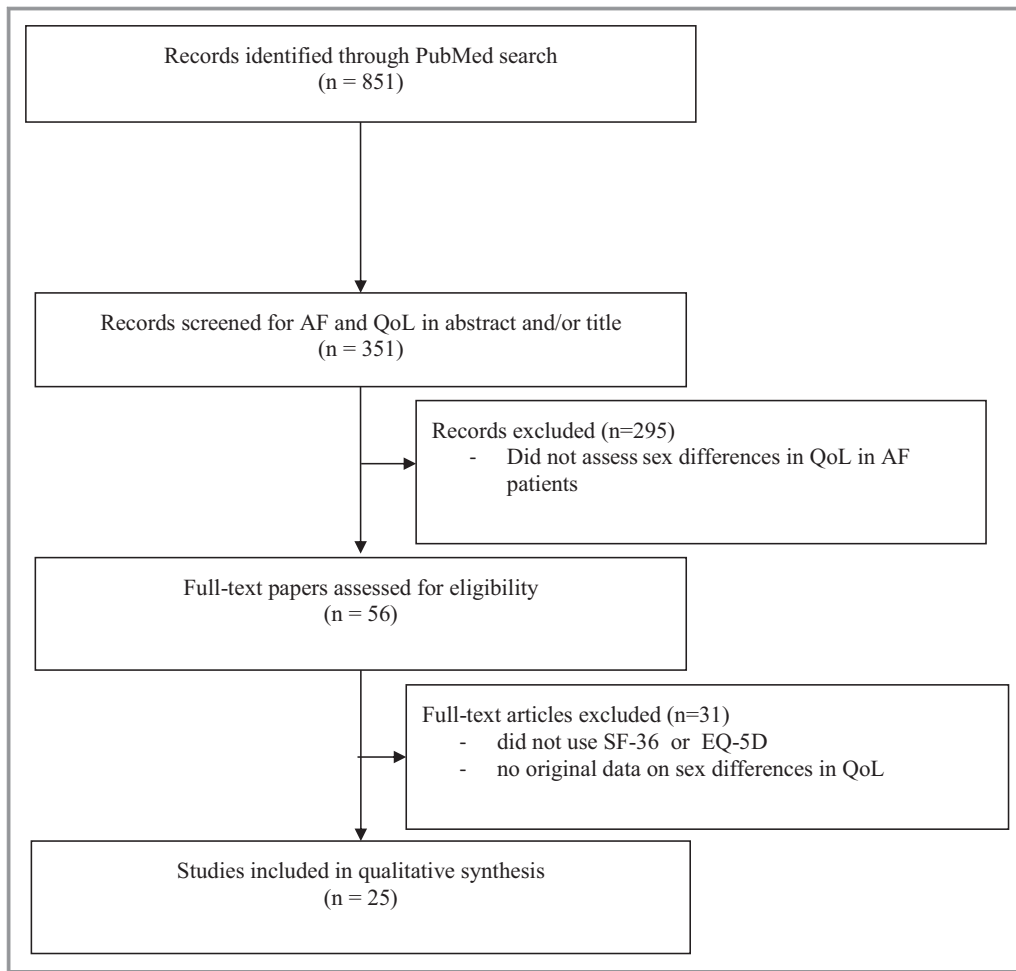 Records identified through PubMed search
(n = 851)
Records screened for AF and QoL in abstract and/or title
(n = 351)
Records excluded (n=295)
- Did not assess sex differences in QoL in AF
patients
Full-text papers assessed for eligibility
(n = 56)
Full-text articles excluded (n=31)
- did not use SF-36 or EQ-5D
- no original data on sex differences in QoL
Studies included in qualitative synthesis
(n = 25)